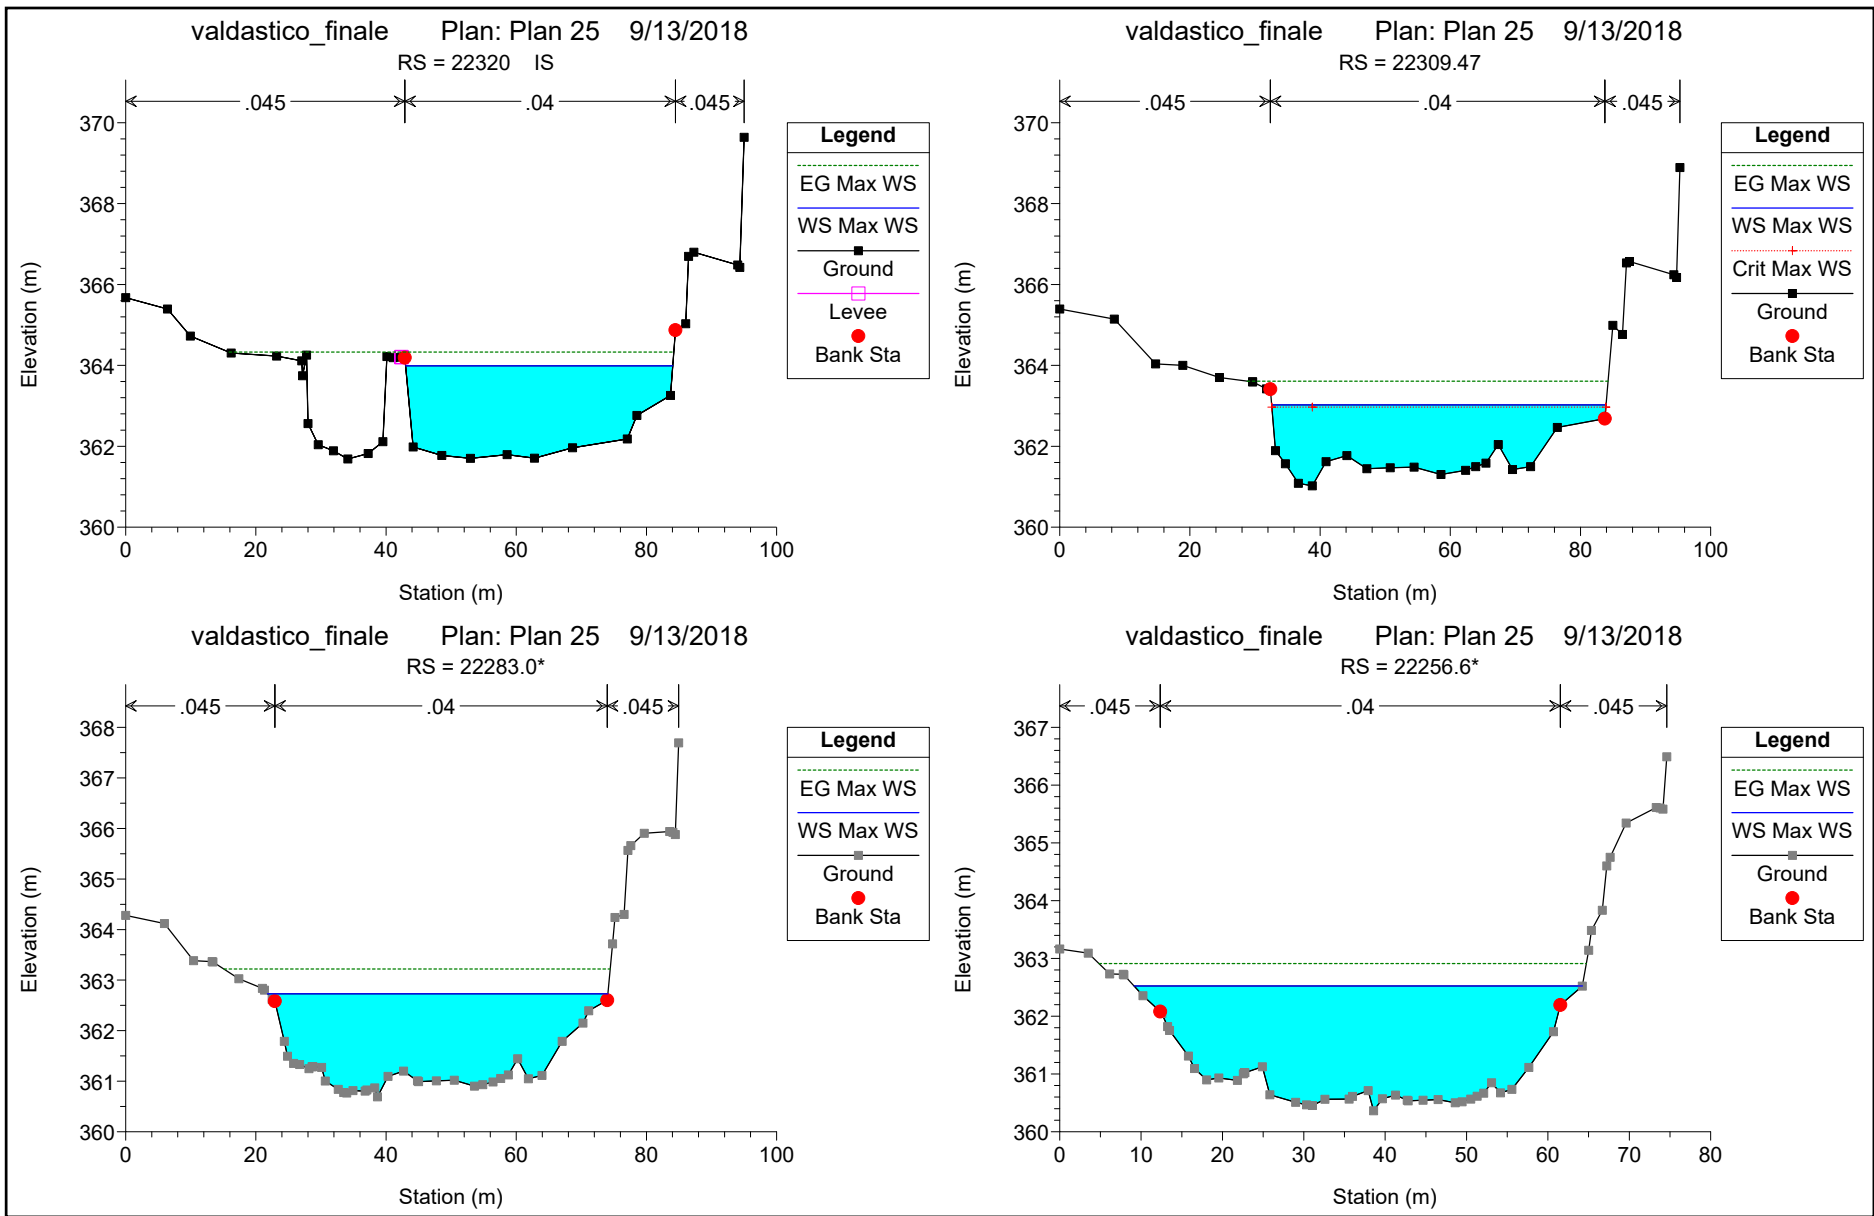 valdastico_finale Plan: Plan 25 9/13/2018
RS = 22320 IS
.045 .04 .045
370
368
366
364
362
360
0 20 40 60 80 100
Elevation (m)
Station (m)
Legend
EG Max WS
WS Max WS
Ground
Levee
Bank Sta
valdastico_finale Plan: Plan 25 9/13/2018
RS = 22309.47
.045 .04 .045
370
368
366
364
362
360
0 20 40 60 80 100
Elevation (m)
Station (m)
Legend
EG Max WS
WS Max WS
Crit Max WS
Ground
Bank Sta
valdastico_finale Plan: Plan 25 9/13/2018
RS = 22283.0*
.045 .04 .045
368
367
366
365
364
363
362
361
360
0 20 40 60 80 100
Elevation (m)
Station (m)
Legend
EG Max WS
WS Max WS
Ground
Bank Sta
valdastico_finale Plan: Plan 25 9/13/2018
RS = 22256.6*
.045 .04 .045
367
366
365
364
363
362
361
360
0 10 20 30 40 50 60 70 80
Elevation (m)
Station (m)
Legend
EG Max WS
WS Max WS
Ground
Bank Sta